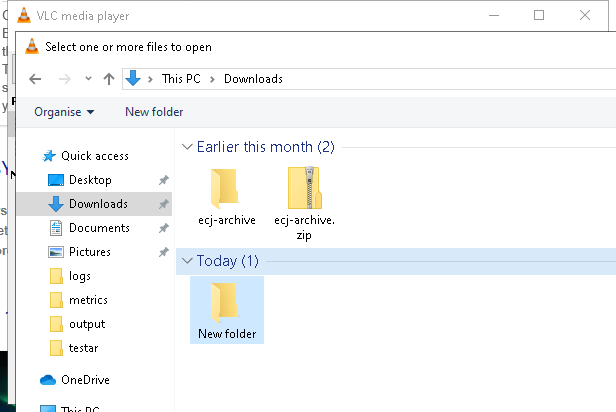 VLC media player
Select one or more files to open
This PC > Downloads
Organise
New folder
Quick access
Desktop
Downloads
Documents
Pictures
logs
metrics
output
testar
OneDrive
This PC
Earlier this month (2)
ecj-archive
ecj-archive.
zip
Today (1)
New folder